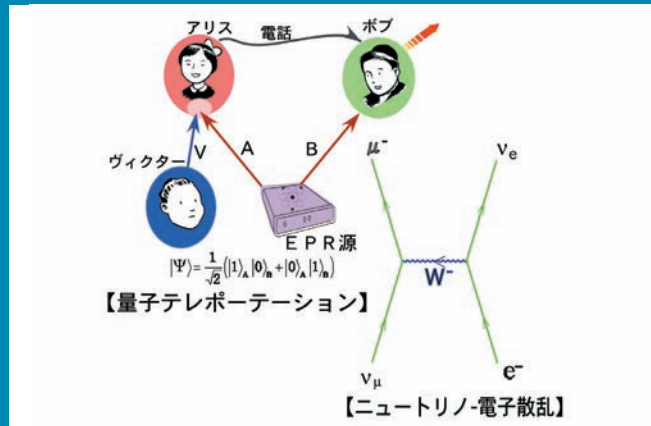 アリス 電話 ボブ
ヴィクター V A B
EPR源
|Ψ⟩=1/√2(|1⟩A|0⟩B+|0⟩A|1⟩B)
【量子テレポーテーション】
μ⁻ νe
W⁻
νμ e⁻
【ニュートリノ-電子散乱】